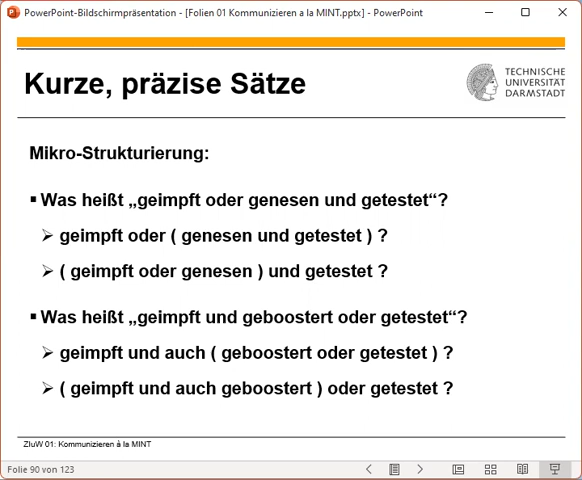 PowerPoint-Bildschirmpräsentation - [Folien 01 Kommunizieren a la MINT.pptx] - PowerPoint
Kurze, präzise Sätze
TECHNISCHE
UNIVERSITÄT
DARMSTADT
Mikro-Strukturierung:
▪ Was heißt „geimpft oder genesen und getestet“?
➢ geimpft oder ( genesen und getestet ) ?
➢ ( geimpft oder genesen ) und getestet ?
▪ Was heißt „geimpft und geboostert oder getestet“?
➢ geimpft und auch ( geboostert oder getestet ) ?
➢ ( geimpft und auch geboostert ) oder getestet ?
ZIuW 01: Kommunizieren à la MINT
Folie 90 von 123